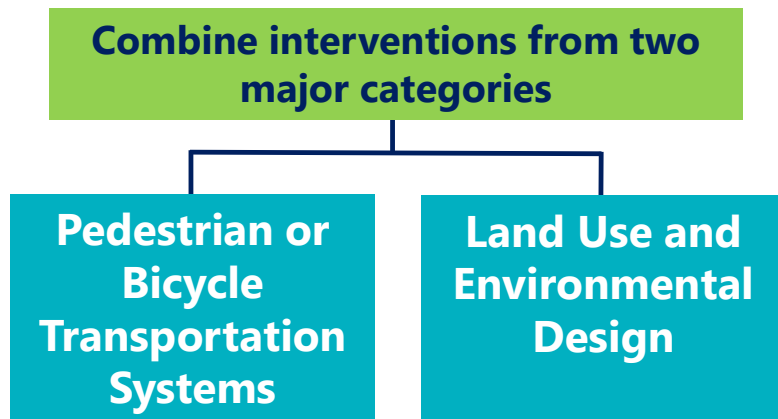 Combine interventions from two
major categories
Pedestrian or
Bicycle
Transportation
Systems
Land Use and
Environmental
Design